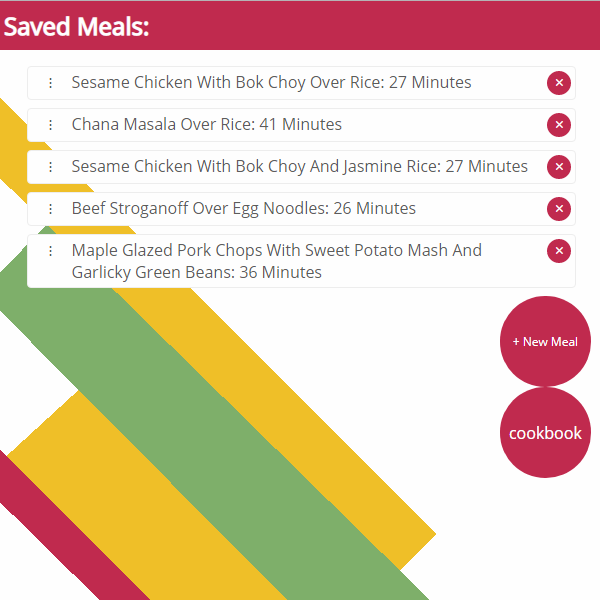 Saved Meals:
Sesame Chicken With Bok Choy Over Rice: 27 Minutes
Chana Masala Over Rice: 41 Minutes
Sesame Chicken With Bok Choy And Jasmine Rice: 27 Minutes
Beef Stroganoff Over Egg Noodles: 26 Minutes
Maple Glazed Pork Chops With Sweet Potato Mash And
Garlicky Green Beans: 36 Minutes
+ New Meal
cookbook